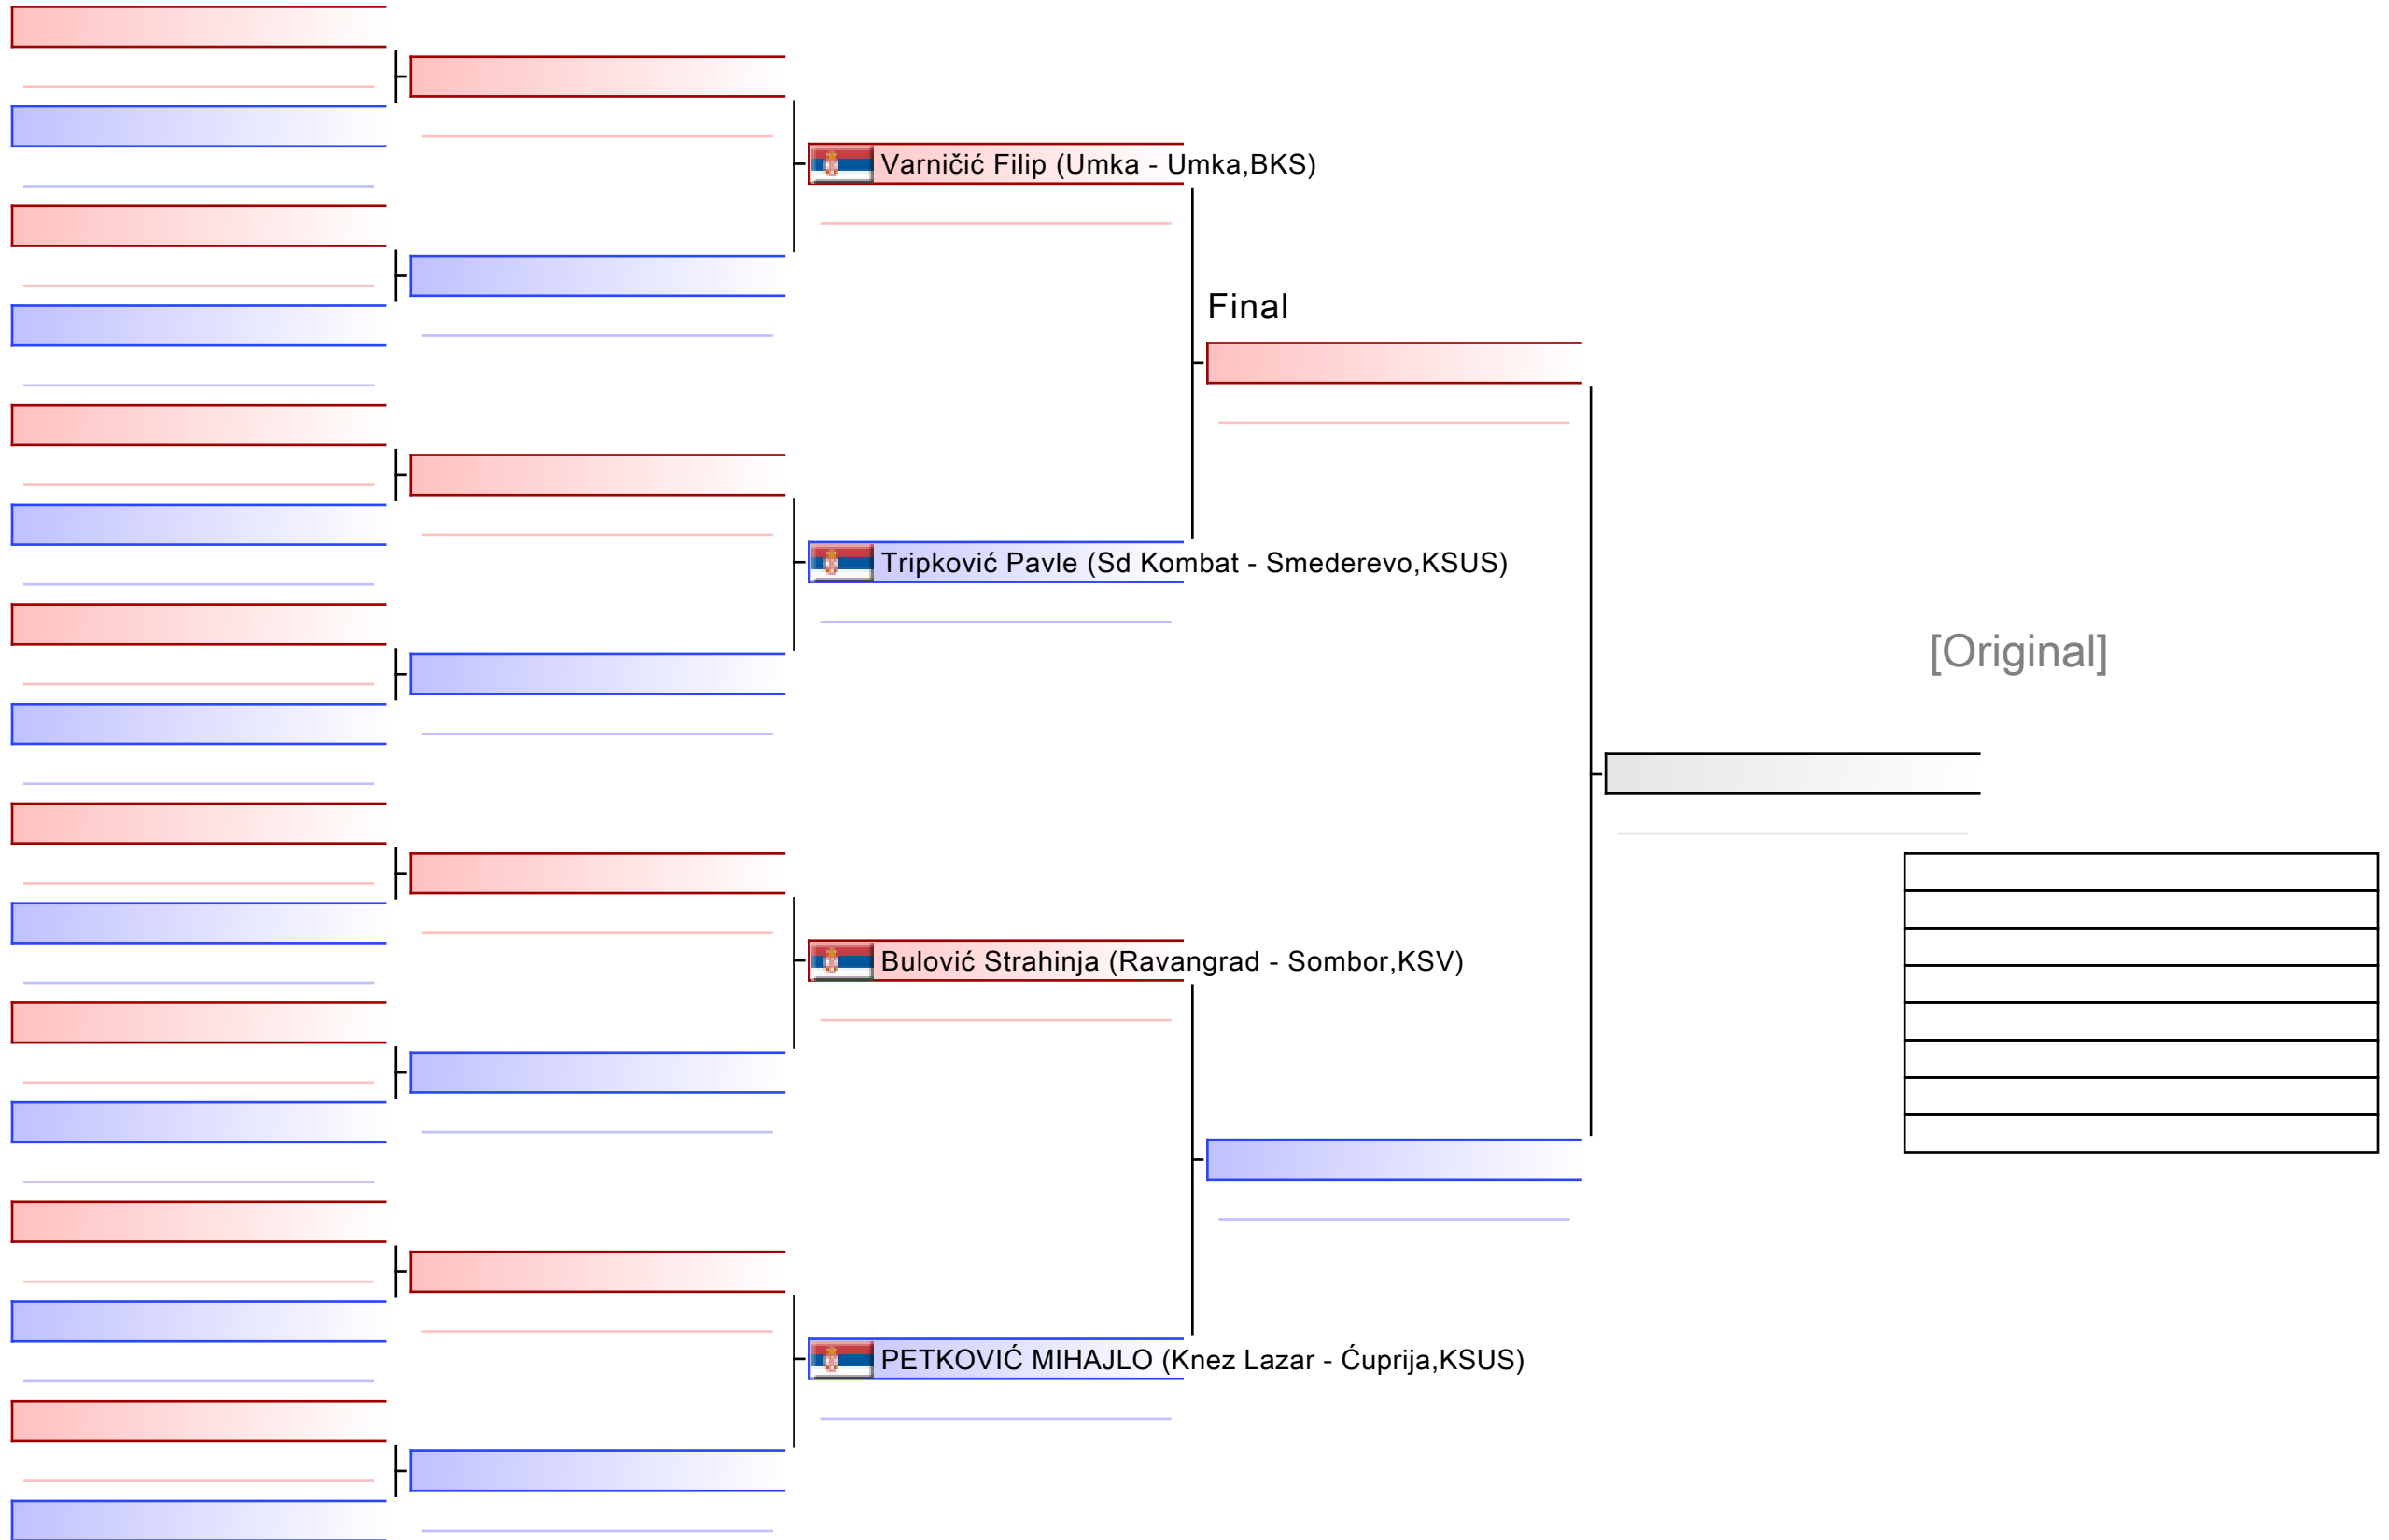 Varničić Filip (Umka - Umka,BKS)
Final
Tripković Pavle (Sd Kombat - Smederevo,KSUS)
[Original]
Bulović Strahinja (Ravangrad - Sombor,KSV)
PETKOVIĆ MIHAJLO (Knez Lazar - Ćuprija,KSUS)